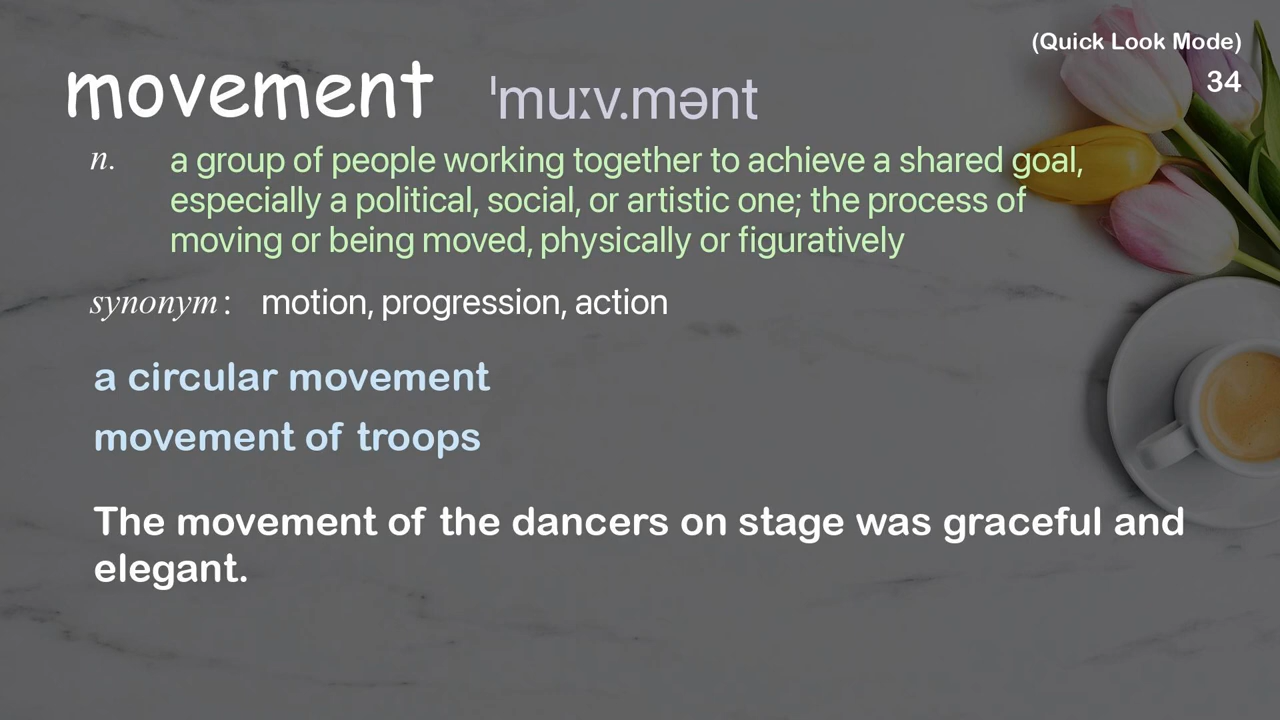 (Quick Look Mode)
34
movement ˈmuːv.mənt
n. a group of people working together to achieve a shared goal,
especially a political, social, or artistic one; the process of
moving or being moved, physically or figuratively
synonym: motion, progression, action
a circular movement
movement of troops
The movement of the dancers on stage was graceful and
elegant.